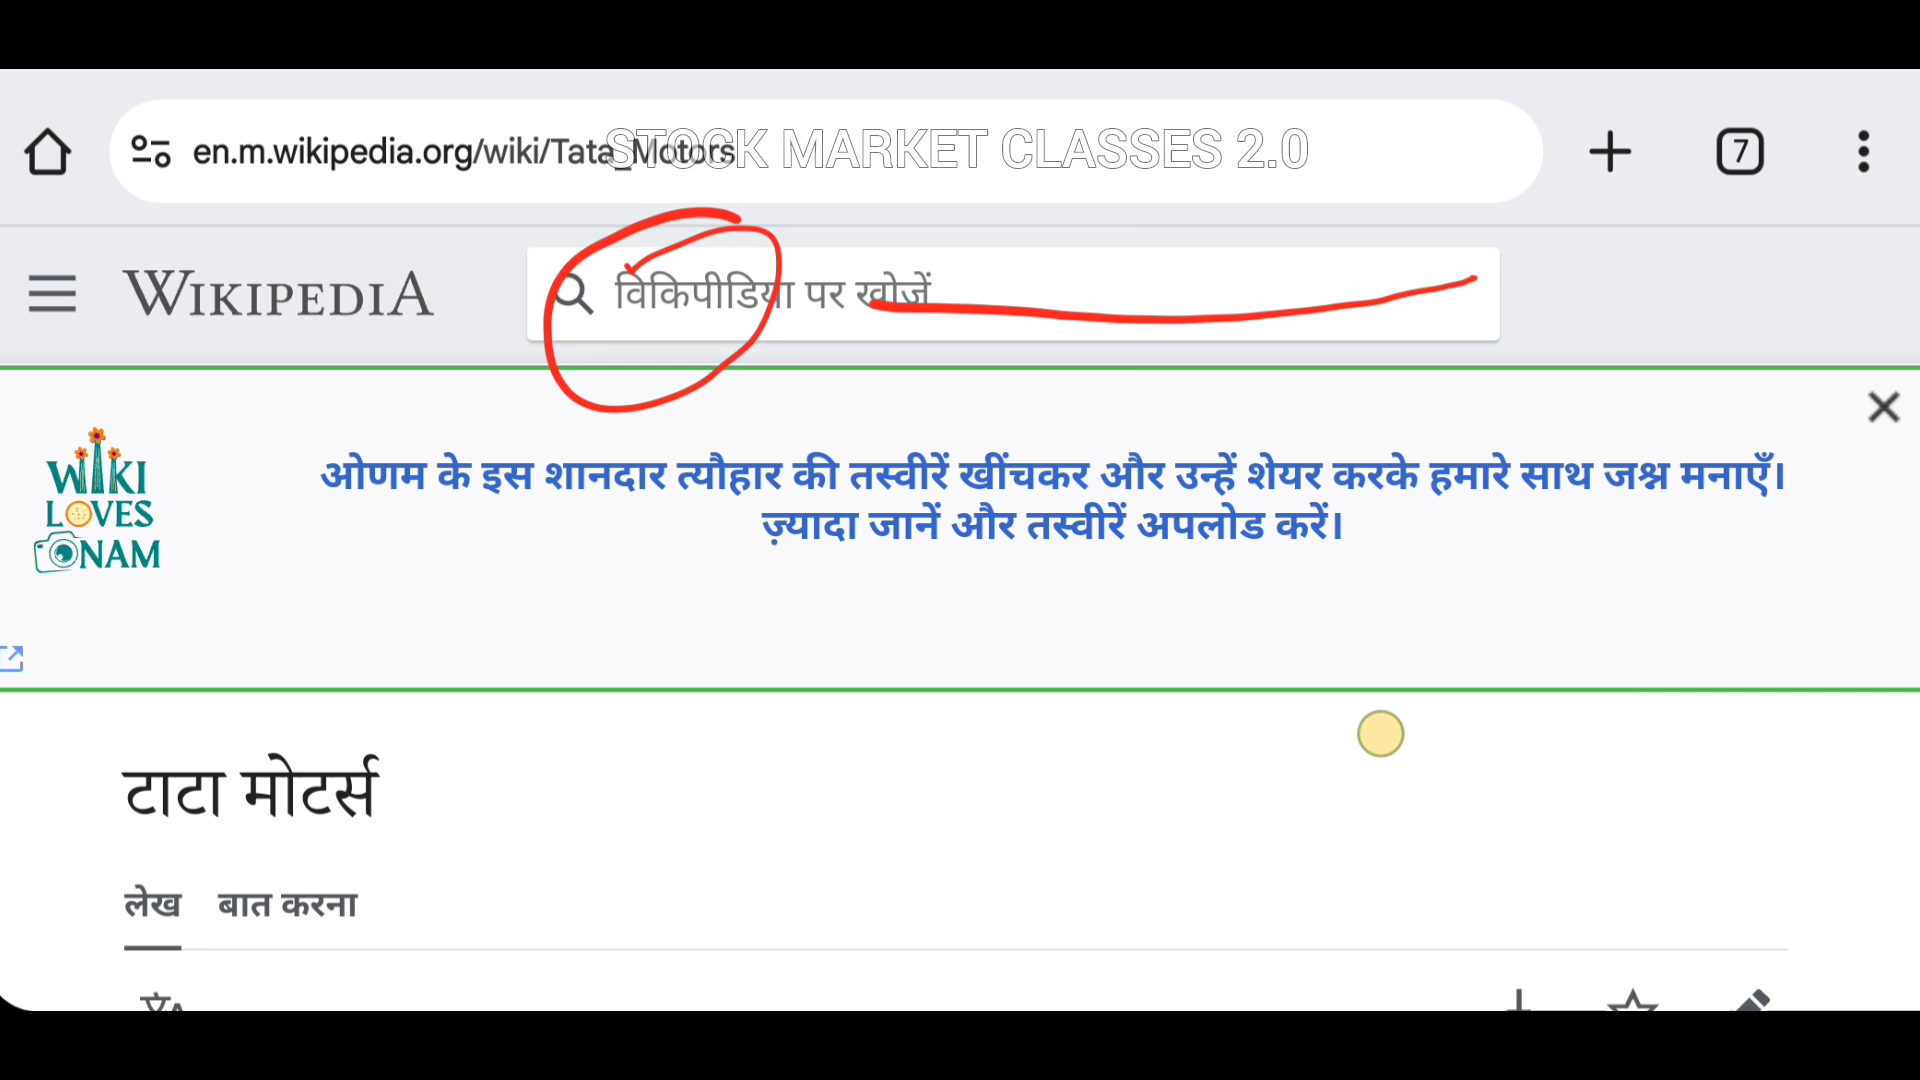 en.m.wikipedia.org/wiki/Tata_Motors
STOCK MARKET CLASSES 2.0
7
WIKIPEDIA
विकिपीडिया पर खोजें
WIKI
LOVES
ONAM
ओणम के इस शानदार त्यौहार की तस्वीरें खींचकर और उन्हें शेयर करके हमारे साथ जश्न मनाएँ।
ज़्यादा जानें और तस्वीरें अपलोड करें।
टाटा मोटर्स
लेख बात करना